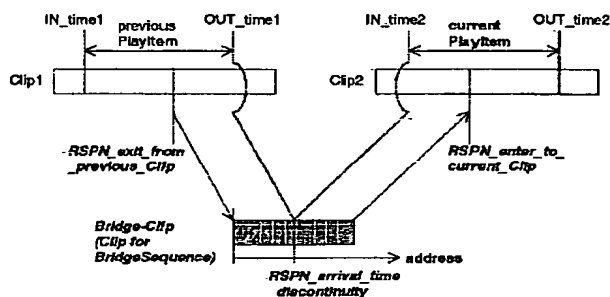 IN_time1
previous
PlayItem
OUT_time1
IN_time2
current
PlayItem
OUT_time2
Clip1
Clip2
RSPN_exit_from
_previous_Clip
RSPN_enter_to_
current_Clip
Bridge-Clip
(Clip for
BridgeSequence)
address
RSPN_arrival_time
discontinuity